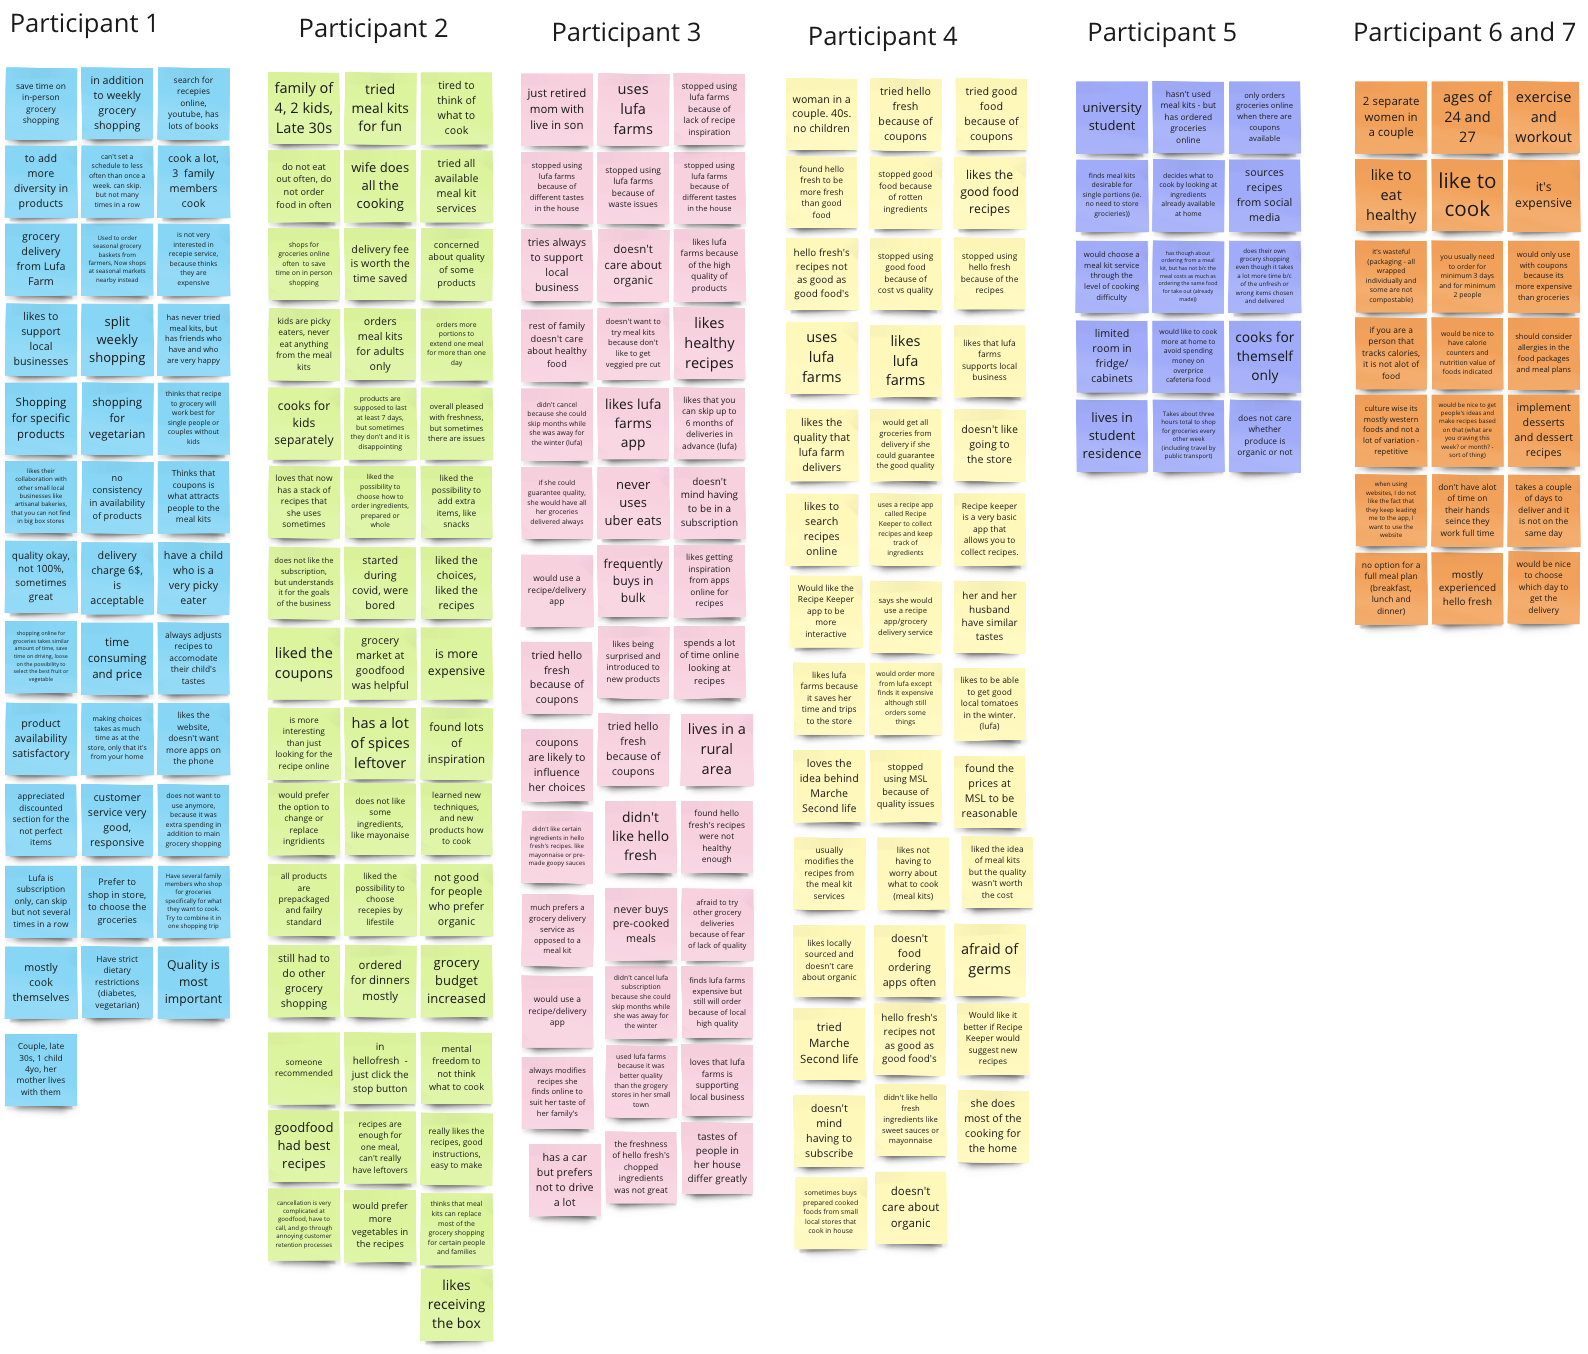 Participant 1
save time on
in-person
grocery
shopping
in addition
to weekly
grocery
shopping
search for
recepies
online,
youtube, has
lots of books
to add
more
diversity in
products
can't set a
schedule to less
often than once a
week. can skip.
but not many
times in a row
cook a lot,
3 family
members
cook
grocery
delivery
from Lufa
Farm
Used to order
seasonal grocery
baskets from
farmers, Now shops
at seasonal markets
nearby instead
is not very
interested in
recepie service,
because thinks
they are
expensive
likes to
support
local
businesses
split
weekly
shopping
has never tried
meal kits, but
has friends who
have and who
are very happy
Shopping
for specific
products
shopping
for
vegetarian
thinks that recipe
to grocery will
work best for
single people or
couples without
kids
likes their
collaboration with
other small local
businesses like
artisanal bakeries,
that you can not find
in big box stores
no
consistency
in availability
of products
Thinks that
coupons is
what attracts
people to the
meal kits
quality okay,
not 100%,
sometimes
great
delivery
charge 6$,
is
acceptable
have a child
who is a
very picky
eater
shopping online for
groceries takes similar
amount of time, save
time on driving, loose
on the possibility to
select the best fruit or
vegetable
time
consuming
and price
always adjusts
recipes to
accomodate
their child's
tastes
product
availability
satisfactory
making choices
takes as much
time as at the
store, only that it's
from your home
likes the
website,
doesn't want
more apps on
the phone
appreciated
discounted
section for the
not perfect
items
customer
service very
good,
responsive
does not want to
use anymore,
because it was
extra spending in
addition to main
grocery shopping
Lufa is
subscription
only, can skip
but not several
times in a row
Prefer to
shop in store,
to choose the
groceries
Have several family
members who shop
for groceries
specifically for what
they want to cook.
Try to combine it in
one shopping trip
mostly
cook
themselves
Have strict
dietary
restrictions
(diabetes,
vegetarian)
Quality is
most
important
Couple, late
30s, 1 child
4yo, her
mother lives
with them
Participant 2
family of
4, 2 kids,
Late 30s
tried
meal kits
for fun
tired to
think of
what to
cook
do not eat
out often, do
not order
food in often
wife does
all the
cooking
tried all
available
meal kit
services
shops for
groceries online
often to save
time on in person
shopping
delivery fee
is worth the
time saved
concerned
about quality
of some
products
kids are picky
eaters, never
eat anything
from the meal
kits
orders
meal kits
for adults
only
orders more
portions to
extend one meal
for more than one
day
cooks for
kids
separately
products are
supposed to last
at least 7 days,
but sometimes
they don't and it is
disappointing
overall pleased
with freshness,
but sometimes
there are issues
loves that now
has a stack of
recipes that
she uses
sometimes
liked the
possibility to
choose how to
order ingredients,
prepared or
whole
liked the
possibility to
add extra
items, like
snacks
does not like the
subscription,
but understands
it for the goals
of the business
started
during
covid, were
bored
liked the
choices,
liked the
recipes
liked the
coupons
grocery
market at
goodfood
was helpful
is more
expensive
is more
interesting
than just
looking for the
recipe online
has a lot
of spices
leftover
found lots
of
inspiration
would prefer
the option to
change or
replace
ingridients
does not like
some
ingredients,
like mayonaise
learned new
techniques,
and new
products how
to cook
all products
are
prepackaged
and failry
standard
liked the
possibility to
choose
recepies by
lifestile
not good
for people
who prefer
organic
still had to
do other
grocery
shopping
ordered
for dinners
mostly
grocery
budget
increased
someone
recommended
in
hellofresh -
just click the
stop button
mental
freedom to
not think
what to cook
goodfood
had best
recipes
recipes are
enough for
one meal,
can't really
have leftovers
really likes the
recipes, good
instructions,
easy to make
cancellation is very
complicated at
goodfood, have to
call, and go through
annoying customer
retention processes
would prefer
more
vegetables in
the recipes
thinks that meal
kits can replace
most of the
grocery shopping
for certain people
and families
likes
receiving
the box
Participant 3
just retired
mom with
live in son
uses
lufa
farms
stopped using
lufa farms
because of
lack of recipe
inspiration
stopped using
lufa farms
because of
different tastes
in the house
stopped using
lufa farms
because of
waste issues
stopped using
lufa farms
because of
different tastes
in the house
tries always
to support
local
business
doesn't
care about
organic
likes lufa
farms because
of the high
quality of
products
rest of family
doesn't care
about healthy
food
doesn't want to
try meal kits
because don't
like to get
veggied pre cut
likes
healthy
recipes
didn't cancel
because she could
skip months while
she was away for
the winter (lufa)
likes lufa
farms
app
likes that you
can skip up to
6 months of
deliveries in
advance (lufa)
if she could
guarantee quality,
she would have all
her groceries
delivered always
never
uses
uber eats
doesn't
mind having
to be in a
subscription
would use a
recipe/delivery
app
frequently
buys in
bulk
likes getting
inspiration
from apps
online for
recipes
tried hello
fresh
because of
coupons
likes being
surprised and
introduced to
new products
spends a lot
of time online
looking at
recipes
coupons
are likely to
influence
her choices
tried hello
fresh
because of
coupons
lives in a
rural
area
didn't like certain
ingredients in hello
fresh's recipes. like
mayonnaise or pre-
made goopy sauces
didn't
like hello
fresh
found hello
fresh's recipes
were not
healthy
enough
much prefers a
grocery delivery
service as
opposed to a
meal kit
never buys
pre-cooked
meals
afraid to try
other grocery
deliveries
because of fear
of lack of quality
would use a
recipe/delivery
app
didn't cancel lufa
subscription
because she could
skip months while
she was away for
the winter
finds lufa farms
expensive but
still will order
because of local
high quality
always modifies
recipes she
finds online to
suit her taste of
her family's
used lufa farms
because it was
better quality
than the grogery
stores in her small
town
loves that lufa
farms is
supporting
local business
has a car
but prefers
not to drive
a lot
the freshness
of hello fresh's
chopped
ingredients
was not great
tastes of
people in
her house
differ greatly
Participant 4
woman in a
couple. 40s.
no children
tried hello
fresh
because of
coupons
tried good
food
because of
coupons
found hello
fresh to be
more fresh
than good
food
stopped good
food because
of rotten
ingredients
likes the
good food
recipes
hello fresh's
recipes not
as good as
good food's
stopped using
good food
because of
cost vs quality
stopped using
hello fresh
because of the
recipes
uses
lufa
farms
likes
lufa
farms
likes that lufa
farms
supports local
business
likes the
quality that
lufa farm
delivers
would get all
groceries from
delivery if she
could guarantee
the good quality
doesn't like
going to
the store
likes to
search
recipes
online
uses a recipe app
called Recipe
Keeper to collect
recipes and keep
track of
ingredients
Recipe keeper
is a very basic
app that
allows you to
collect recipes.
Would like the
Recipe Keeper
app to be
more
interactive
says she would
use a recipe
app/grocery
delivery service
her and her
husband
have similar
tastes
likes lufa
farms because
it saves her
time and trips
to the store
would order more
from lufa except
finds it expensive
although still
orders some
things
likes to be able
to get good
local tomatoes
in the winter.
(lufa)
loves the
idea behind
Marche
Second life
stopped
using MSL
because of
quality issues
found the
prices at
MSL to be
reasonable
usually
modifies the
recipes from
the meal kit
services
likes not
having to
worry about
what to cook
(meal kits)
liked the idea
of meal kits
but the quality
wasn't worth
the cost
likes locally
sourced and
doesn't care
about organic
doesn't
food
ordering
apps often
afraid of
germs
tried
Marche
Second life
hello fresh's
recipes not
as good as
good food's
Would like it
better if Recipe
Keeper would
suggest new
recipes
doesn't
mind
having to
subscribe
didn't like hello
fresh
ingredients like
sweet sauces or
mayonnaise
she does
most of the
cooking for
the home
sometimes buys
prepared cooked
foods from small
local stores that
cook in house
doesn't
care about
organic
Participant 5
university
student
hasn't used
meal kits - but
has ordered
groceries
online
only orders
groceries online
when there are
coupons
available
finds meal kits
desirable for
single portions (ie.
no need to store
grocieries))
decides what to
cook by looking at
ingredients
already available
at home
sources
recipes
from social
media
would choose a
meal kit service
through the
level of cooking
difficulty
has though about
ordering from a meal
kit, but has not b/c the
meal costs as much as
ordering the same food
for take out (already
made))
does their own
grocery shopping
even though it takes
a lot more time b/c
of the unfresh or
wrong items chosen
and delivered
limited
room in
fridge/
cabinets
would like to cook
more at home to
avoid spending
money on
overprice
cafeteria food
cooks for
themself
only
lives in
student
residence
Takes about three
hours total to shop
for groceries every
other week
(including travel by
public transport)
does not care
whether
produce is
organic or not
Participant 6 and 7
2 separate
women in
a couple
ages of
24 and
27
exercise
and
workout
like to
eat
healthy
like to
cook
it's
expensive
it's wasteful
(packaging - all
wrapped
individually and
some are not
compostable)
you usually need
to order for
minimum 3 days
and for minimum
2 people
would only use
with coupons
because its
more expensive
than groceries
if you are a
person that
tracks calories,
it is not alot of
food
would be nice to
have calorie
counters and
nutrition value of
foods indicated
should consider
allergies in the
food packages
and meal plans
culture wise its
mostly western
foods and not a
lot of variation -
repetitive
would be nice to get
people's ideas and
make recipes based
on that (what are
you craving this
week? or month? -
sort of thing)
implement
desserts
and dessert
recipes
when using
websites, I do not
like the fact that
they keep leading
me to the app, I
want to use the
website
don't have alot
of time on
their hands
seince they
work full time
takes a couple
of days to
deliver and it
is not on the
same day
no option for a
full meal plan
(breakfast,
lunch and
dinner)
mostly
experienced
hello fresh
would be nice
to choose
which day to
get the
delivery